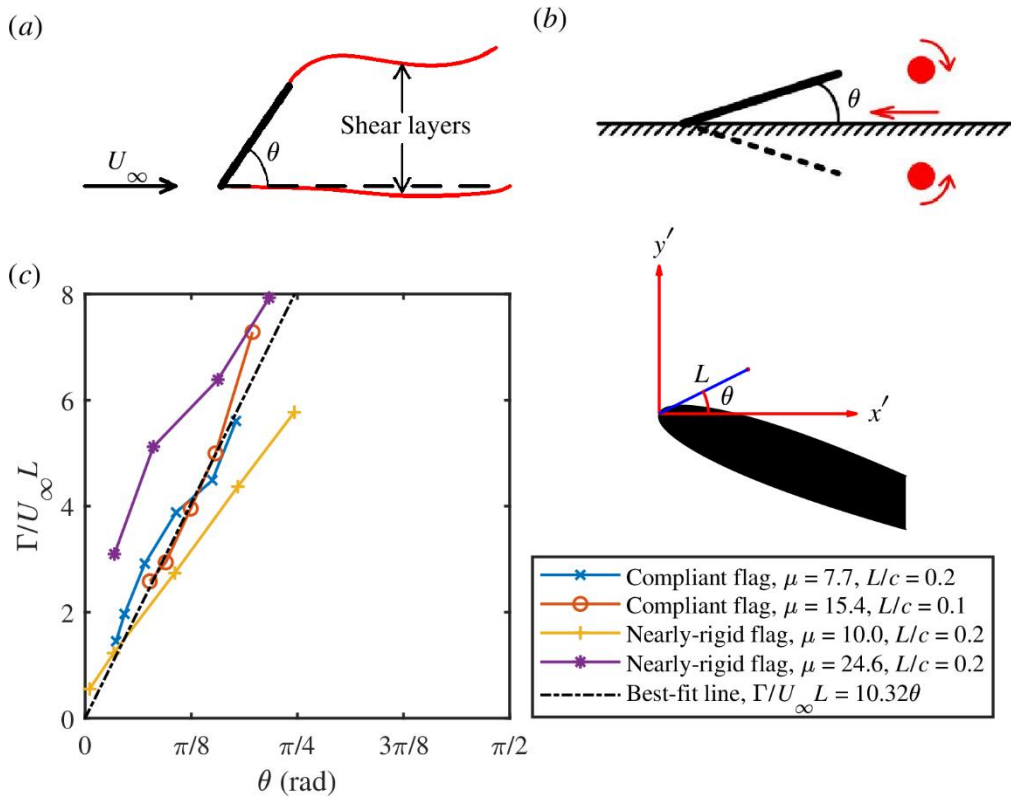 (a)
U∞
θ
Shear layers
(b)
θ
(c)
Γ/U∞L
8
6
4
2
0
0
π/8
π/4
3π/8
π/2
θ (rad)
y′
L
θ
x′
Compliant flag, μ = 7.7, L/c = 0.2
Compliant flag, μ = 15.4, L/c = 0.1
Nearly-rigid flag, μ = 10.0, L/c = 0.2
Nearly-rigid flag, μ = 24.6, L/c = 0.2
Best-fit line, Γ/U∞L = 10.32θ